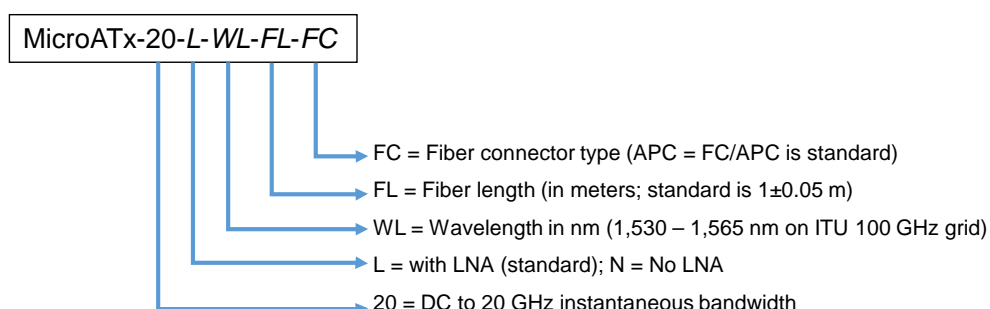 MicroATx-20-L-WL-FL-FC
FC = Fiber connector type (APC = FC/APC is standard)
FL = Fiber length (in meters; standard is 1±0.05 m)
WL = Wavelength in nm (1,530 – 1,565 nm on ITU 100 GHz grid)
L = with LNA (standard); N = No LNA
20 = DC to 20 GHz instantaneous bandwidth